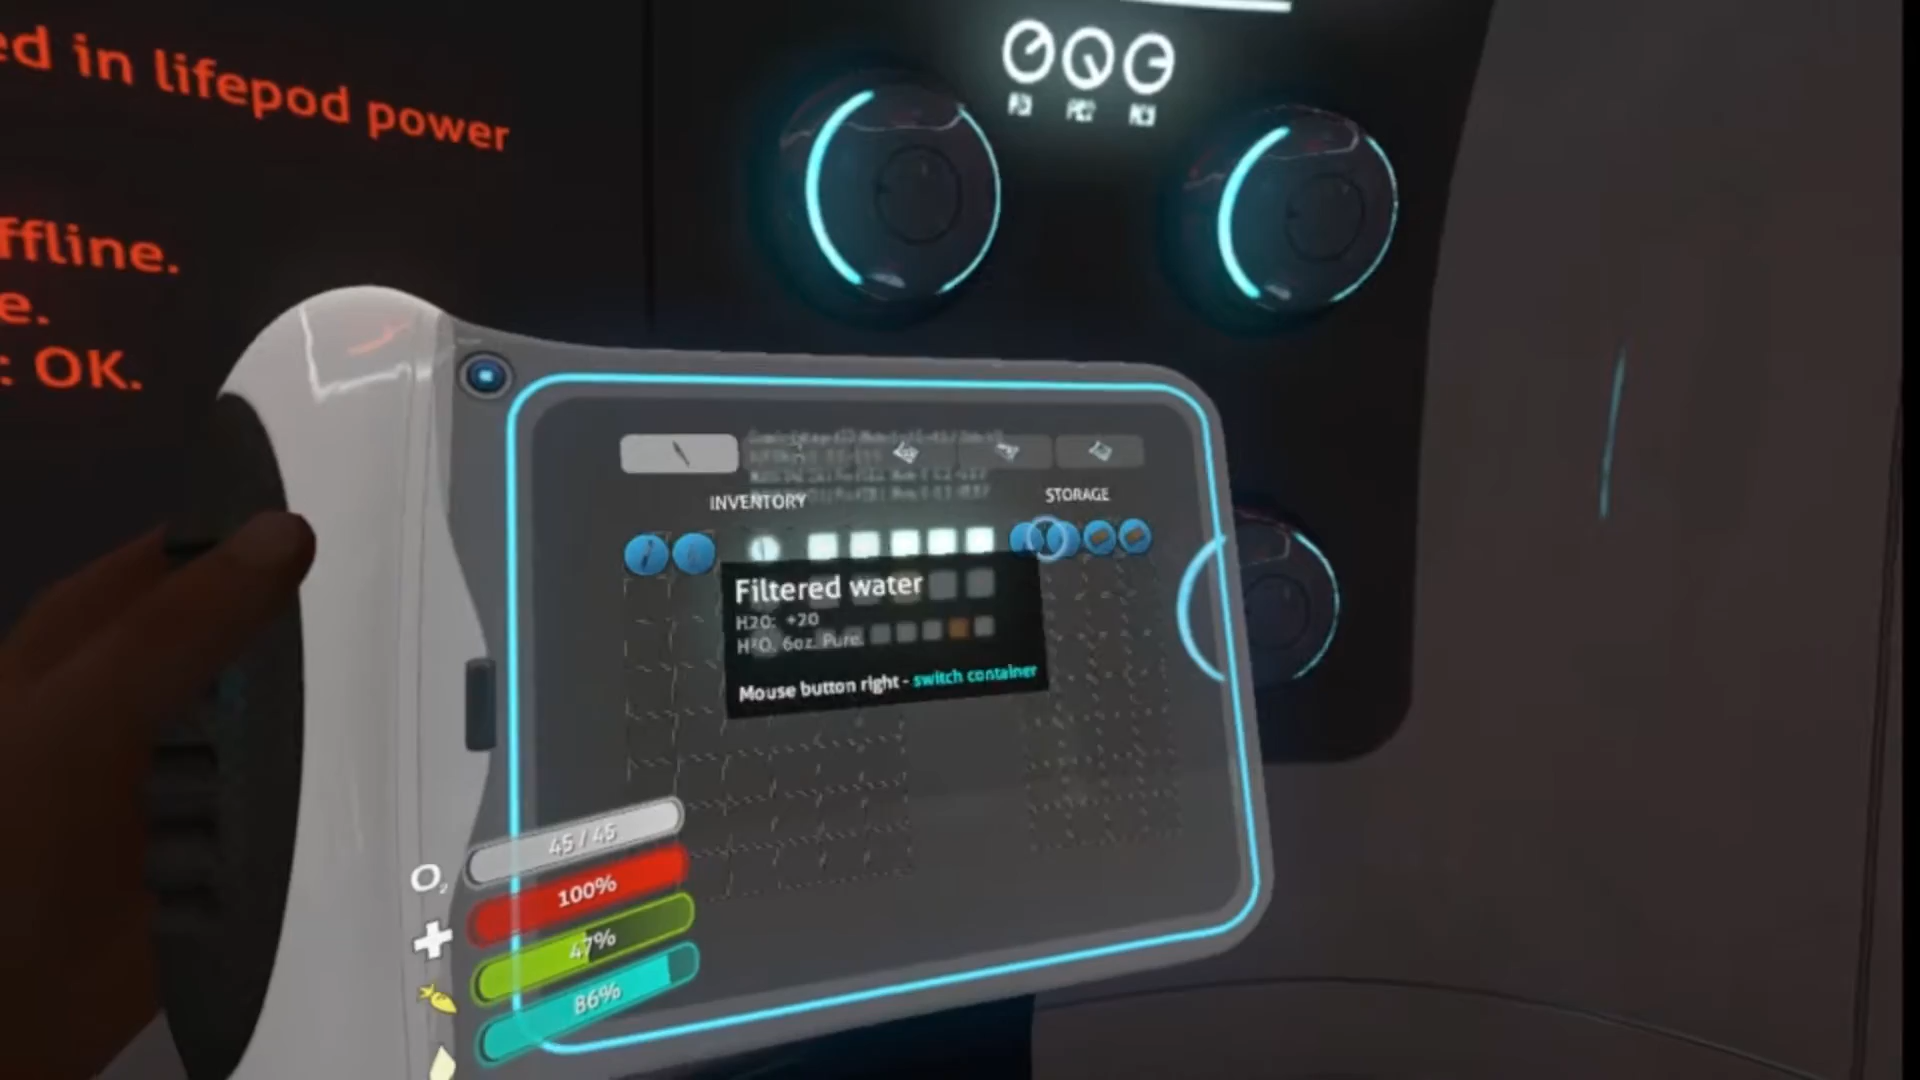 ed in lifepod power
ffline.
e.
: OK.
INVENTORY
STORAGE
Filtered water
H2O: +20
H²O. 6oz. Pure.
Mouse button right - switch container
45 / 45
O₂
100%
47%
86%